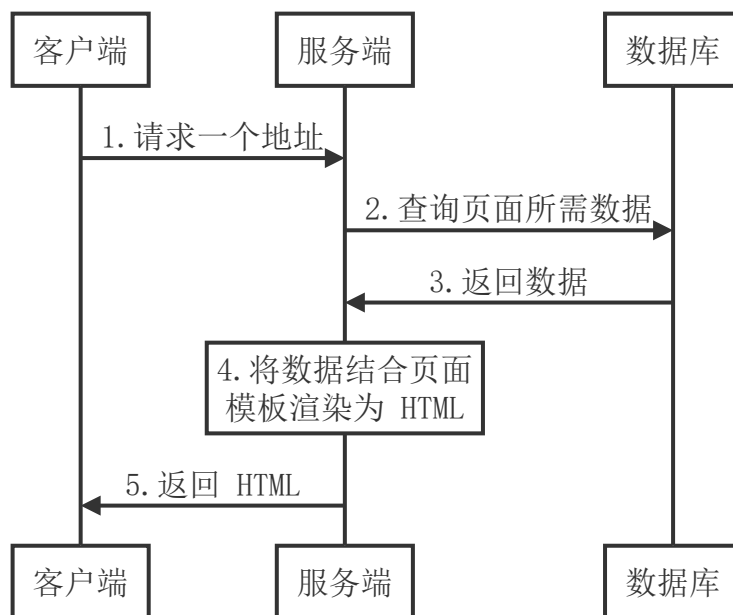 客户端 服务端 数据库
1.请求一个地址
2.查询页面所需数据
3.返回数据
4.将数据结合页面
模板渲染为 HTML
5.返回 HTML
客户端 服务端 数据库